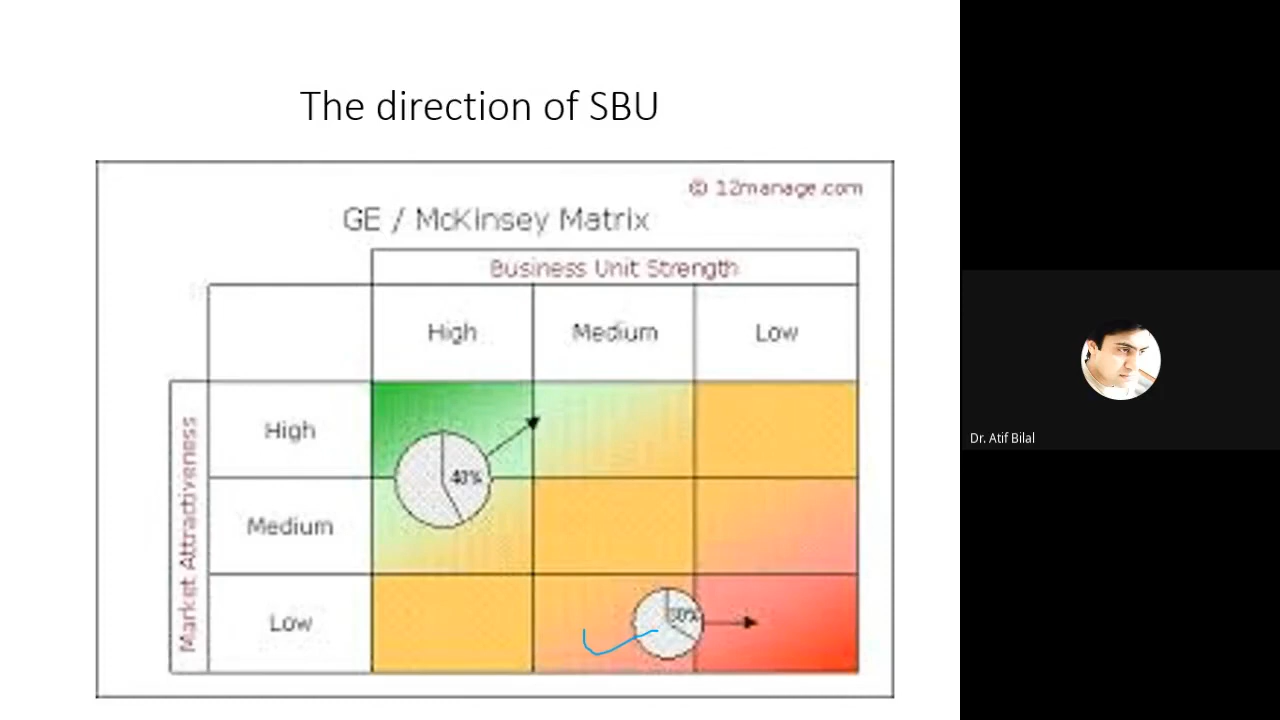 The direction of SBU
© 12manage.com
GE / McKinsey Matrix
Business Unit Strength
High Medium Low
Market Attractiveness
High
40%
Medium
Low
Dr. Atif Bilal